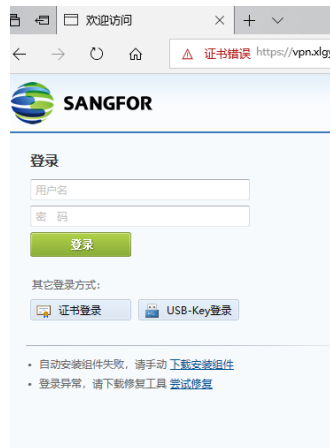 欢迎访问
证书错误 https://vpn.xlgy
SANGFOR
登录
用户名
密 码
登录
其它登录方式:
证书登录 USB-Key登录
• 自动安装组件失败，请手动 下载安装组件
• 登录异常，请下载修复工具 尝试修复